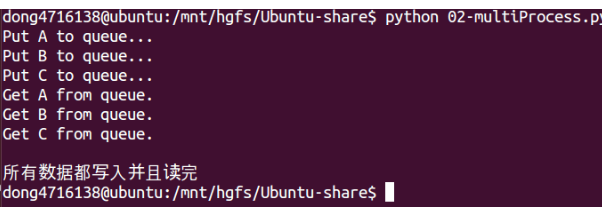 dong4716138@ubuntu:/mnt/hgfs/Ubuntu-share$ python 02-multiProcess.py
Put A to queue...
Put B to queue...
Put C to queue...
Get A from queue.
Get B from queue.
Get C from queue.
所有数据都写入并且读完
dong4716138@ubuntu:/mnt/hgfs/Ubuntu-share$